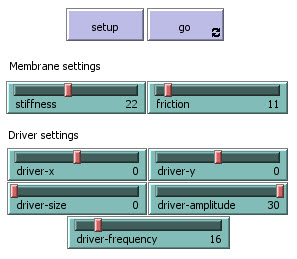 setup go
Membrane settings
stiffness 22 friction 11
Driver settings
driver-x 0 driver-y 0
driver-size 0 driver-amplitude 30
driver-frequency 16